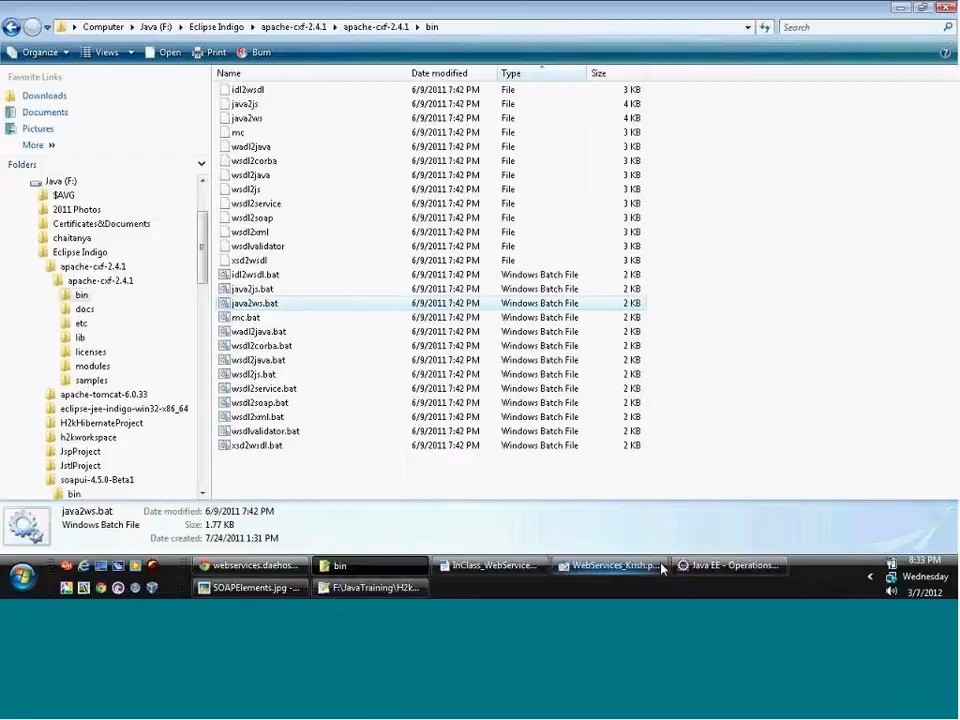 Computer ▸ Java (F:) ▸ Eclipse Indigo ▸ apache-cxf-2.4.1 ▸ apache-cxf-2.4.1 ▸ bin
Search
Organize Views Open Print Burn
Favorite Links
Downloads
Documents
Pictures
More »
Folders
Java (F:)
$AVG
2011 Photos
Certificates&Documents
chaitanya
Eclipse Indigo
apache-cxf-2.4.1
apache-cxf-2.4.1
bin
docs
etc
lib
licenses
modules
samples
apache-tomcat-6.0.33
eclipse-jee-indigo-win32-x86_64
H2kHibernateProject
h2kworkspace
JspProject
JstlProject
soapui-4.5.0-Beta1
bin
Name Date modified Type Size
idl2wsdl 6/9/2011 7:42 PM File 3 KB
java2js 6/9/2011 7:42 PM File 4 KB
java2ws 6/9/2011 7:42 PM File 4 KB
mc 6/9/2011 7:42 PM File 3 KB
wadl2java 6/9/2011 7:42 PM File 3 KB
wsdl2corba 6/9/2011 7:42 PM File 3 KB
wsdl2java 6/9/2011 7:42 PM File 3 KB
wsdl2js 6/9/2011 7:42 PM File 3 KB
wsdl2service 6/9/2011 7:42 PM File 3 KB
wsdl2soap 6/9/2011 7:42 PM File 3 KB
wsdl2xml 6/9/2011 7:42 PM File 3 KB
wsdlvalidator 6/9/2011 7:42 PM File 3 KB
xsd2wsdl 6/9/2011 7:42 PM File 3 KB
idl2wsdl.bat 6/9/2011 7:42 PM Windows Batch File 2 KB
java2js.bat 6/9/2011 7:42 PM Windows Batch File 2 KB
java2ws.bat 6/9/2011 7:42 PM Windows Batch File 2 KB
mc.bat 6/9/2011 7:42 PM Windows Batch File 2 KB
wadl2java.bat 6/9/2011 7:42 PM Windows Batch File 2 KB
wsdl2corba.bat 6/9/2011 7:42 PM Windows Batch File 2 KB
wsdl2java.bat 6/9/2011 7:42 PM Windows Batch File 2 KB
wsdl2js.bat 6/9/2011 7:42 PM Windows Batch File 2 KB
wsdl2service.bat 6/9/2011 7:42 PM Windows Batch File 2 KB
wsdl2soap.bat 6/9/2011 7:42 PM Windows Batch File 2 KB
wsdl2xml.bat 6/9/2011 7:42 PM Windows Batch File 2 KB
wsdlvalidator.bat 6/9/2011 7:42 PM Windows Batch File 2 KB
xsd2wsdl.bat 6/9/2011 7:42 PM Windows Batch File 2 KB
java2ws.bat Date modified: 6/9/2011 7:42 PM
Windows Batch File Size: 1.77 KB
Date created: 7/24/2011 1:31 PM
webservices.daehos... bin InClass_WebService... WebServices_Krish.p... Java EE - Operations... 8:33 PM
Wednesday
SOAPElements.jpg -... F:\JavaTraining\H2k... 3/7/2012